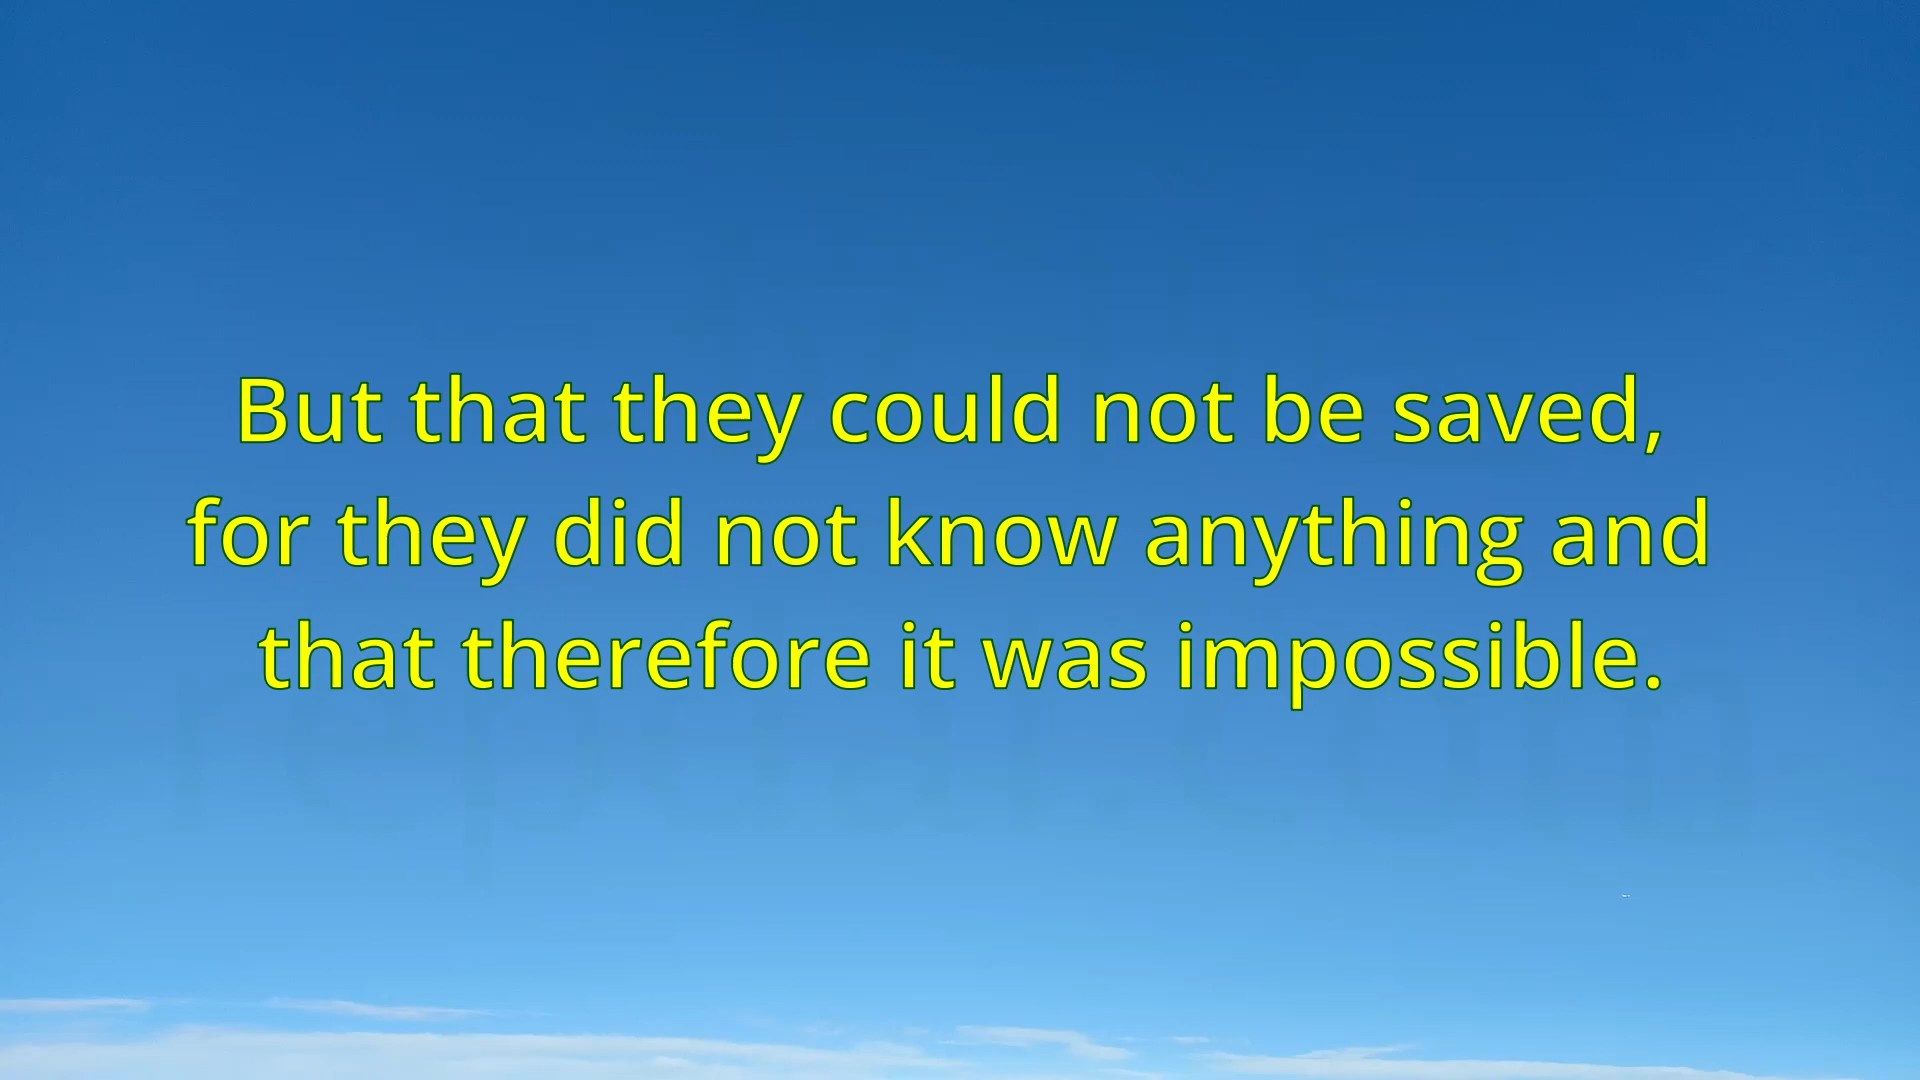 But that they could not be saved,
for they did not know anything and
that therefore it was impossible.